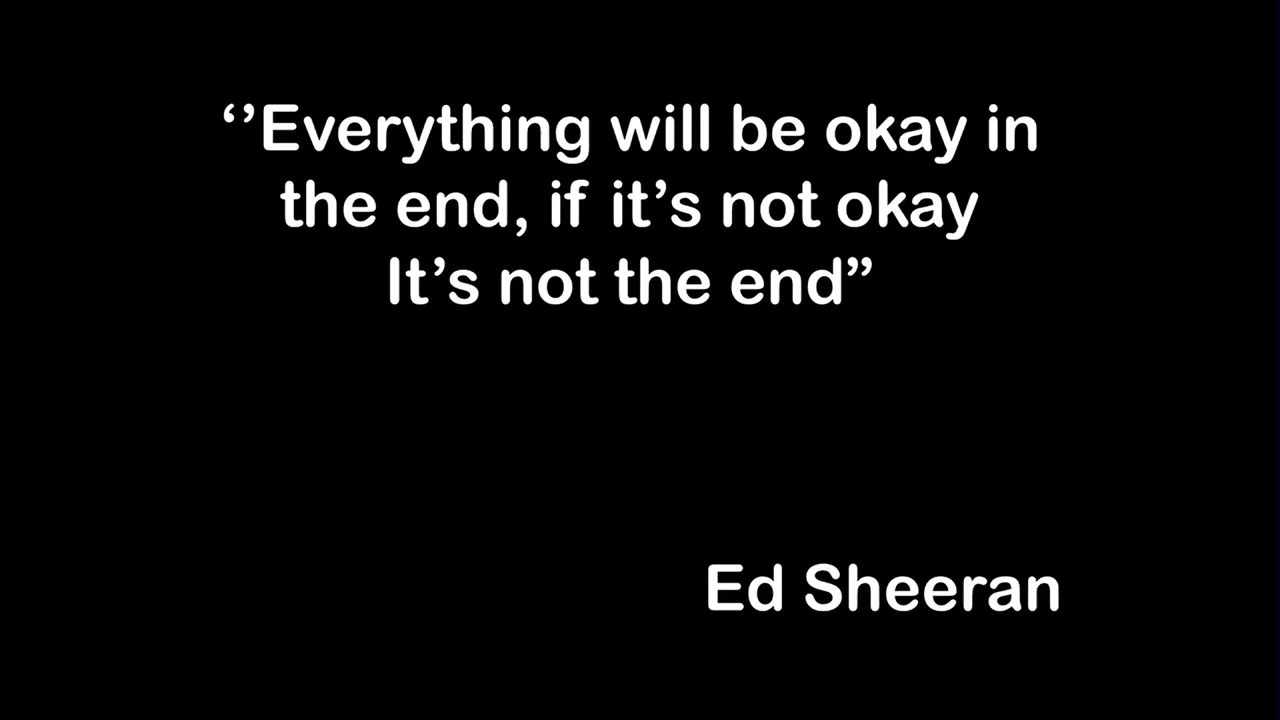 ‘’Everything will be okay in
the end, if it’s not okay
It’s not the end”
Ed Sheeran